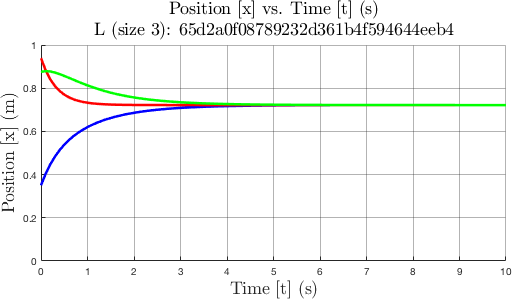 Position [x] vs. Time [t] (s)
L (size 3): 65d2a0f08789232d361b4f594644eeb4
Position [x] (m)
1
0.8
0.6
0.4
0.2
0
0 1 2 3 4 5 6 7 8 9 10
Time [t] (s)